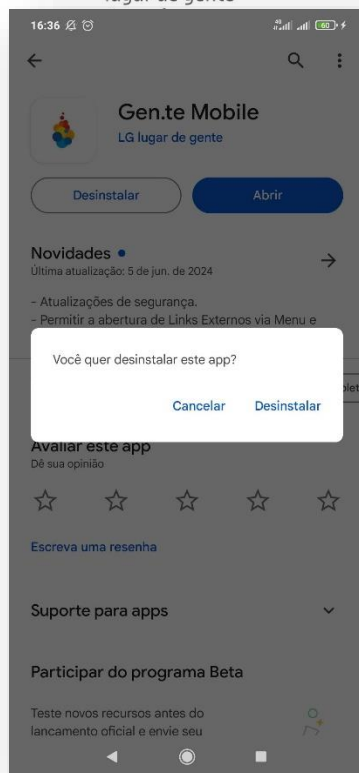 lugar de gente
16:36
4G
60
Gen.te Mobile
LG lugar de gente
Desinstalar
Abrir
Novidades
Última atualização: 5 de jun. de 2024
- Atualizações de segurança.
- Permitir a abertura de Links Externos via Menu e
Você quer desinstalar este app?
Cancelar
Desinstalar
Avaliar este app
Dê sua opinião
Escreva uma resenha
Suporte para apps
Participar do programa Beta
Teste novos recursos antes do
lançamento oficial e envie seu